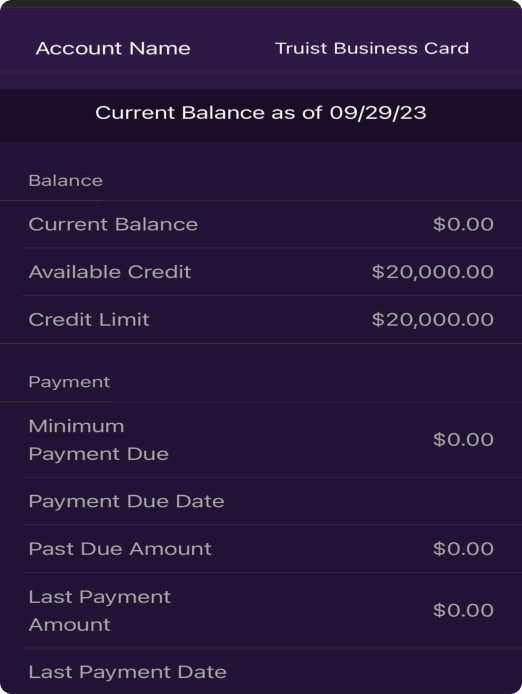 Account Name Truist Business Card
Current Balance as of 09/29/23
Balance
Current Balance $0.00
Available Credit $20,000.00
Credit Limit $20,000.00
Payment
Minimum
Payment Due $0.00
Payment Due Date
Past Due Amount $0.00
Last Payment
Amount $0.00
Last Payment Date